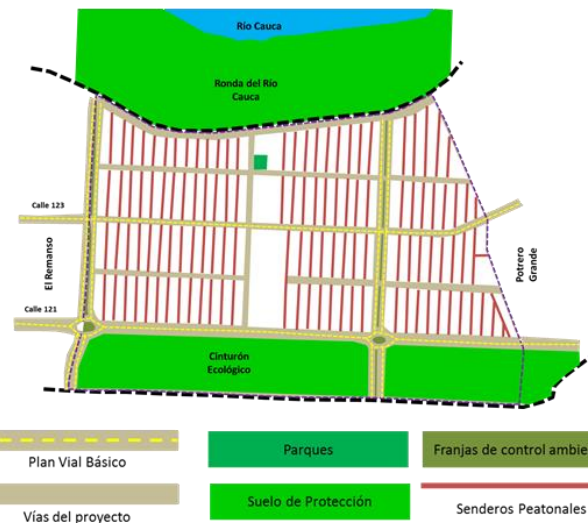 Río Cauca
Ronda del Río
Cauca
Calle 123
El Remanso
Potrero
Grande
Calle 121
Cinturón
Ecológico
Plan Vial Básico
Parques
Franjas de control ambie
Vías del proyecto
Suelo de Protección
Senderos Peatonales